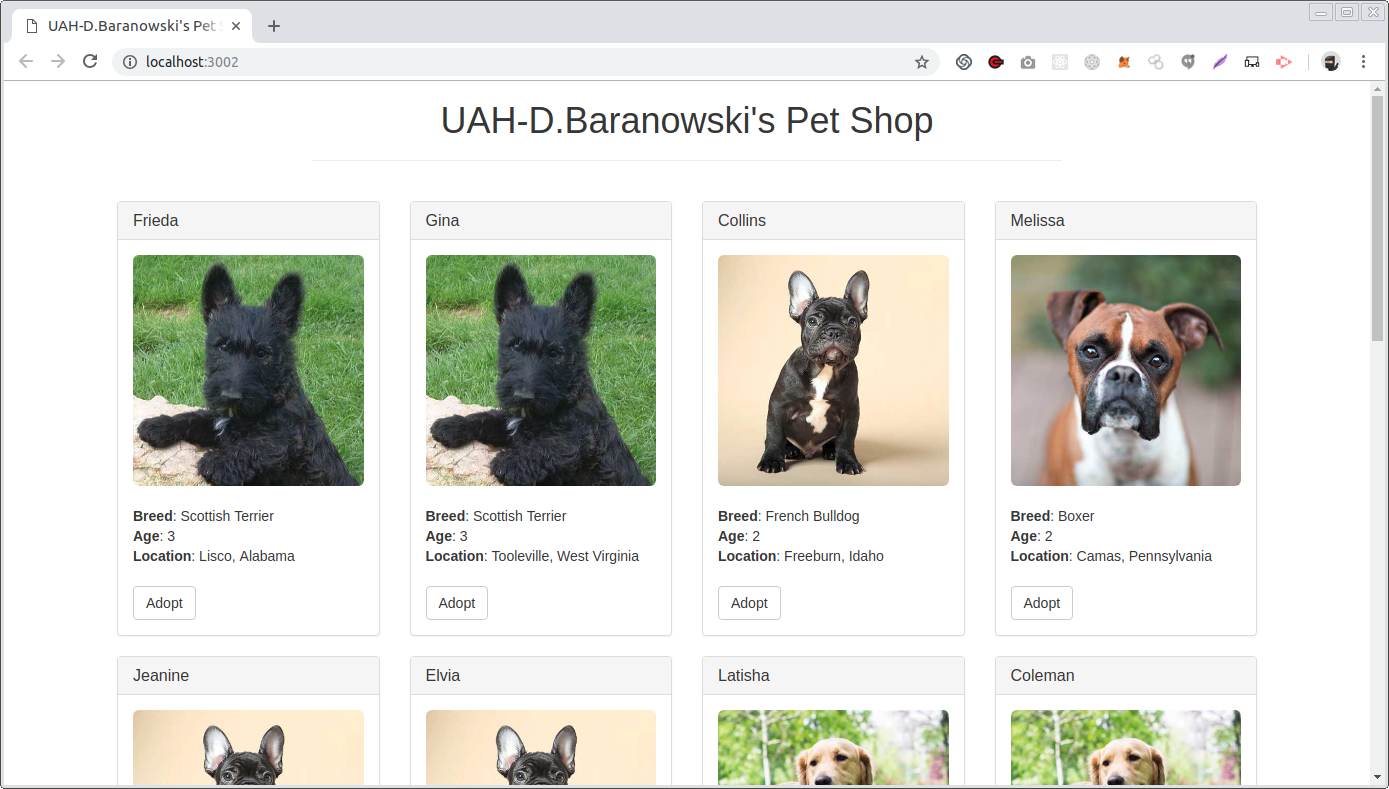 UAH-D.Baranowski's Pet S
localhost:3002
UAH-D.Baranowski's Pet Shop
Frieda
Gina
Collins
Melissa
Breed: Scottish Terrier
Age: 3
Location: Lisco, Alabama
Adopt
Breed: Scottish Terrier
Age: 3
Location: Tooleville, West Virginia
Adopt
Breed: French Bulldog
Age: 2
Location: Freeburn, Idaho
Adopt
Breed: Boxer
Age: 2
Location: Camas, Pennsylvania
Adopt
Jeanine
Elvia
Latisha
Coleman